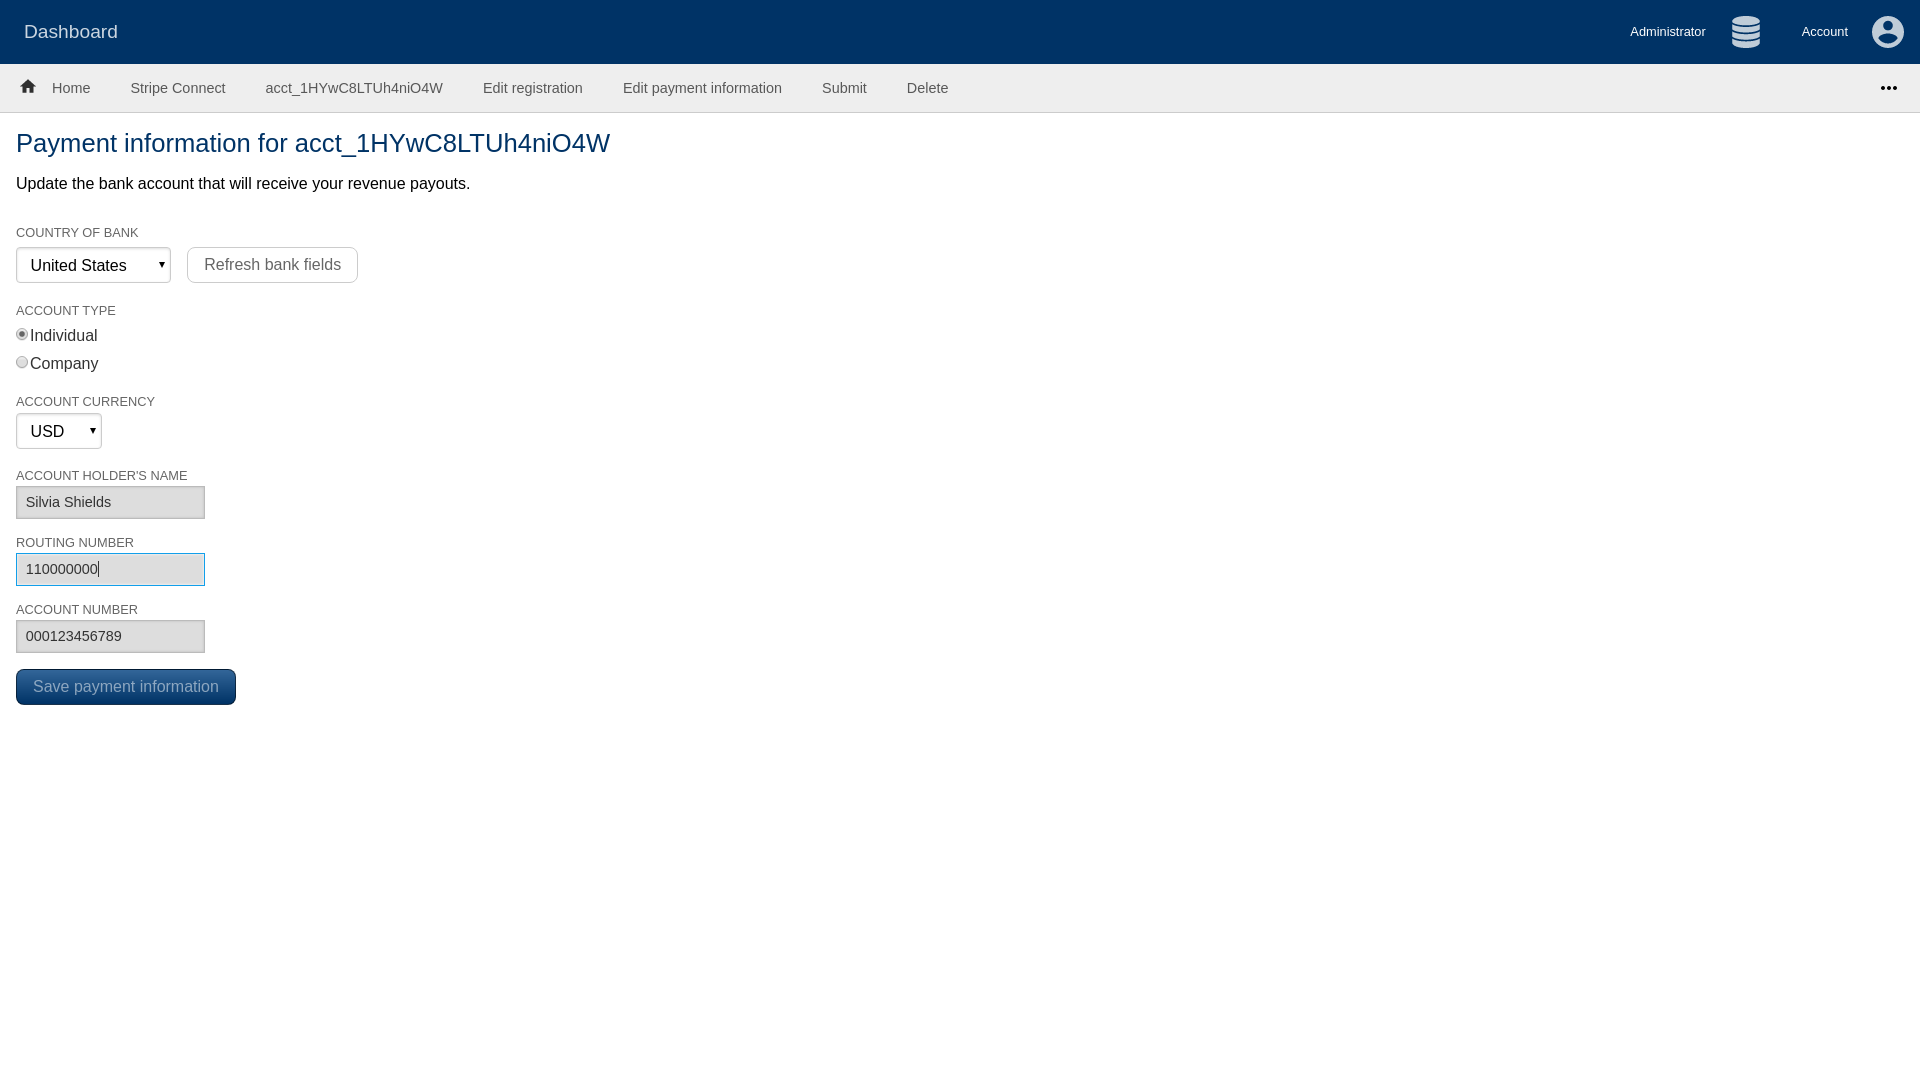 Dashboard
Administrator
Account
Home
Stripe Connect
acct_1HYwC8LTUh4niO4W
Edit registration
Edit payment information
Submit
Delete
Payment information for acct_1HYwC8LTUh4niO4W
Update the bank account that will receive your revenue payouts.
COUNTRY OF BANK
United States
Refresh bank fields
ACCOUNT TYPE
Individual
Company
ACCOUNT CURRENCY
USD
ACCOUNT HOLDER'S NAME
Silvia Shields
ROUTING NUMBER
110000000
ACCOUNT NUMBER
000123456789
Save payment information